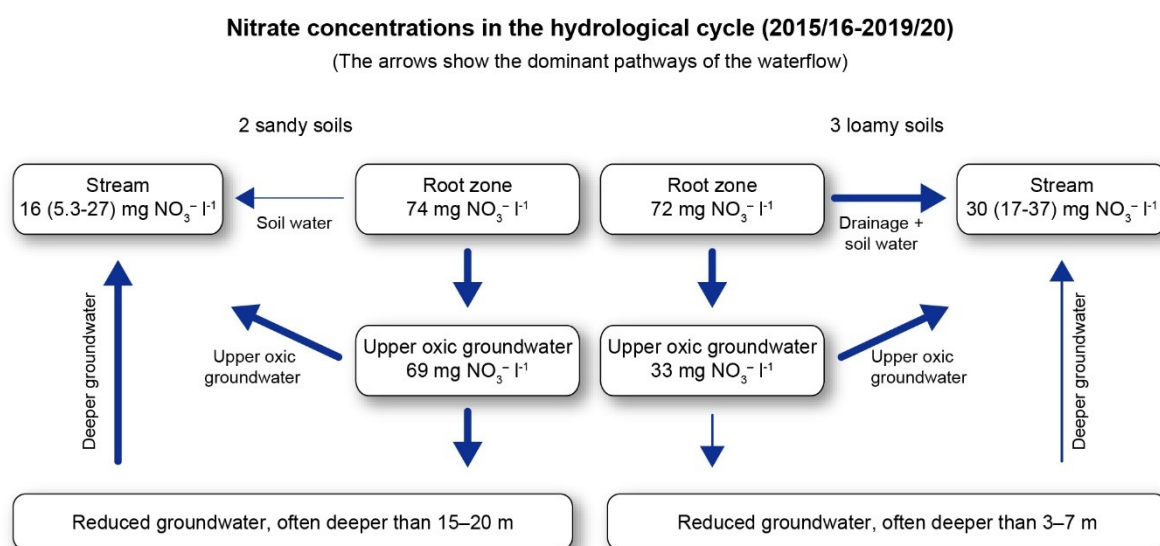 Nitrate concentrations in the hydrological cycle (2015/16-2019/20)
(The arrows show the dominant pathways of the waterflow)
2 sandy soils
3 loamy soils
Stream
16 (5.3-27) mg NO₃⁻ l⁻¹
Soil water
Root zone
74 mg NO₃⁻ l⁻¹
Root zone
72 mg NO₃⁻ l⁻¹
Drainage +
soil water
Stream
30 (17-37) mg NO₃⁻ l⁻¹
Deeper groundwater
Upper oxic
groundwater
Upper oxic groundwater
69 mg NO₃⁻ l⁻¹
Upper oxic groundwater
33 mg NO₃⁻ l⁻¹
Upper oxic
groundwater
Deeper groundwater
Reduced groundwater, often deeper than 15–20 m
Reduced groundwater, often deeper than 3–7 m